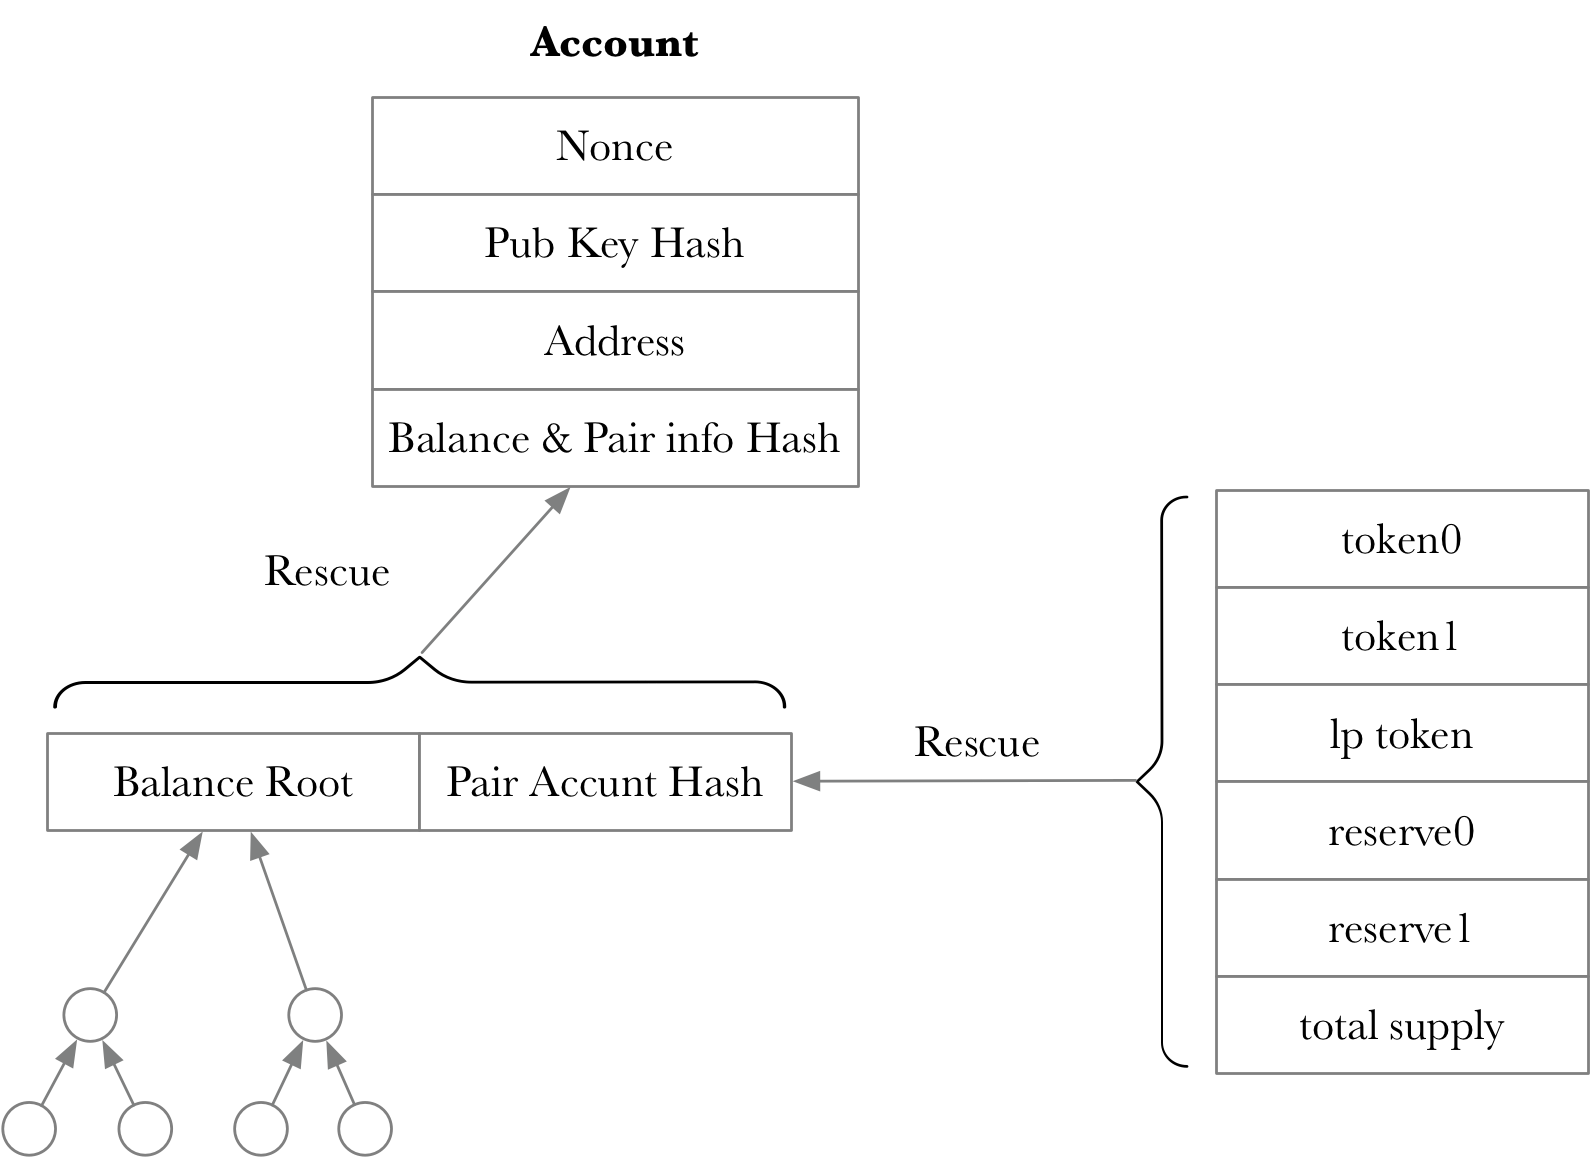 Account
Nonce
Pub Key Hash
Address
Balance & Pair info Hash
Rescue
Balance Root
Pair Accunt Hash
Rescue
token0
token1
lp token
reserve0
reserve1
total supply